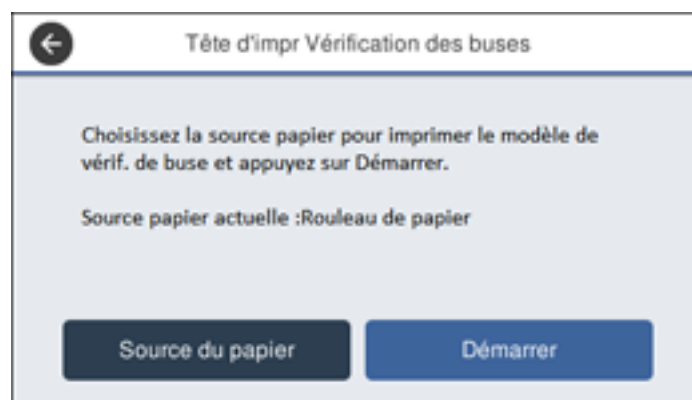 Tête d'impr Vérification des buses
Choisissez la source papier pour imprimer le modèle de
vérif. de buse et appuyez sur Démarrer.
Source papier actuelle :Rouleau de papier
Source du papier
Démarrer